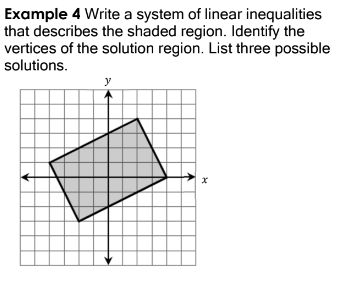 Example 4 Write a system of linear inequalities
that describes the shaded region. Identify the
vertices of the solution region. List three possible
solutions.
y
x